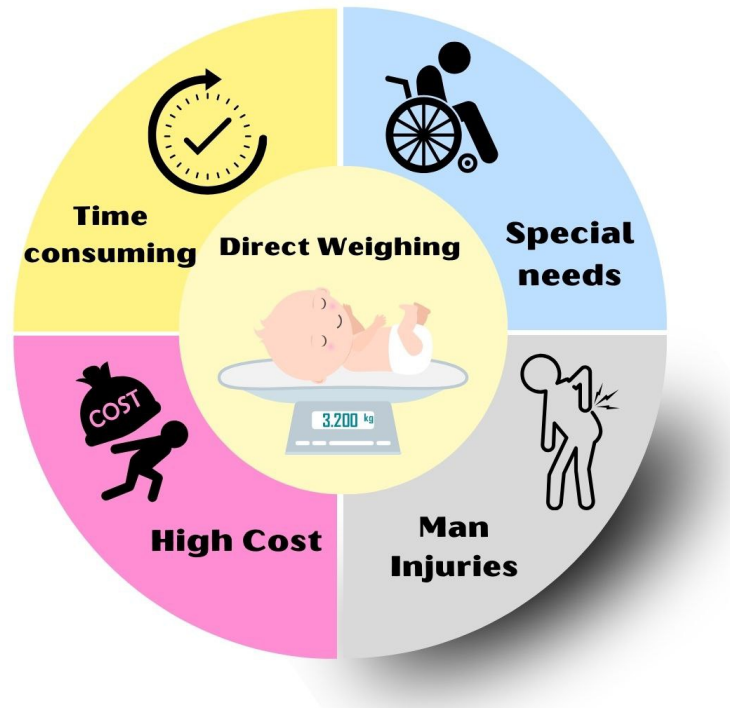 Time
consuming
Special
needs
Direct Weighing
3.200 kg
COST
High Cost
Man
Injuries